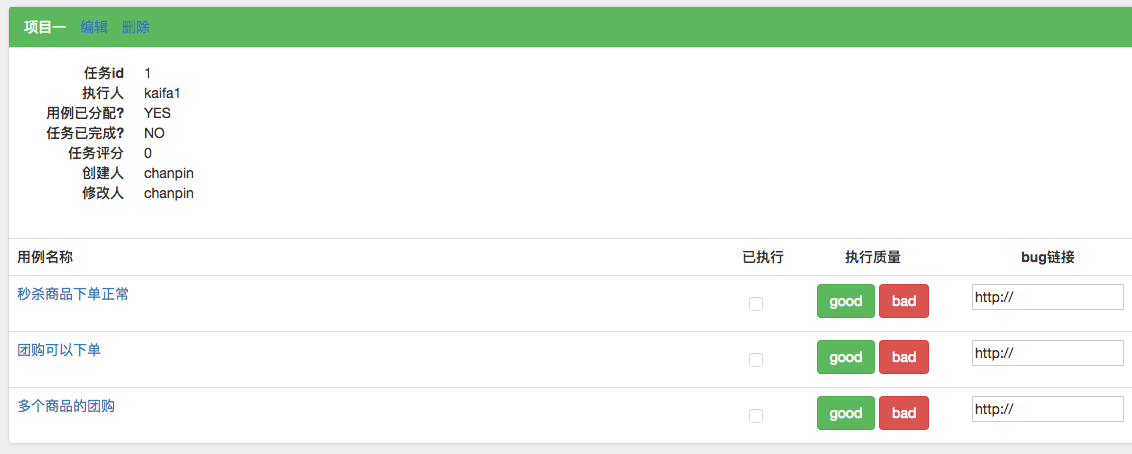 项目一 编辑 删除
任务id 1
执行人 kaifa1
用例已分配? YES
任务已完成? NO
任务评分 0
创建人 chanpin
修改人 chanpin
用例名称 已执行 执行质量 bug链接
秒杀商品下单正常 good bad http://
团购可以下单 good bad http://
多个商品的团购 good bad http://